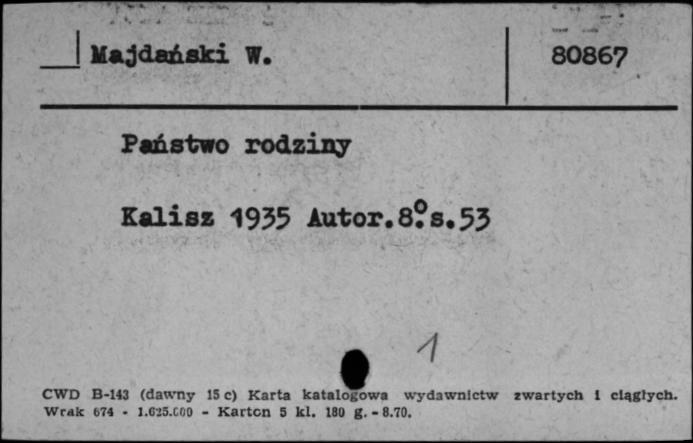 Majdański W.
80867
Państwo rodziny
Kalisz 1935 Autor.8.° s.53
1
CWD B-143 (dawny 15 c) Karta katalogowa wydawnictw zwartych i ciągłych.
Wrak 674 - 1.625.000 - Karton 5 kl. 180 g. - 8.70.